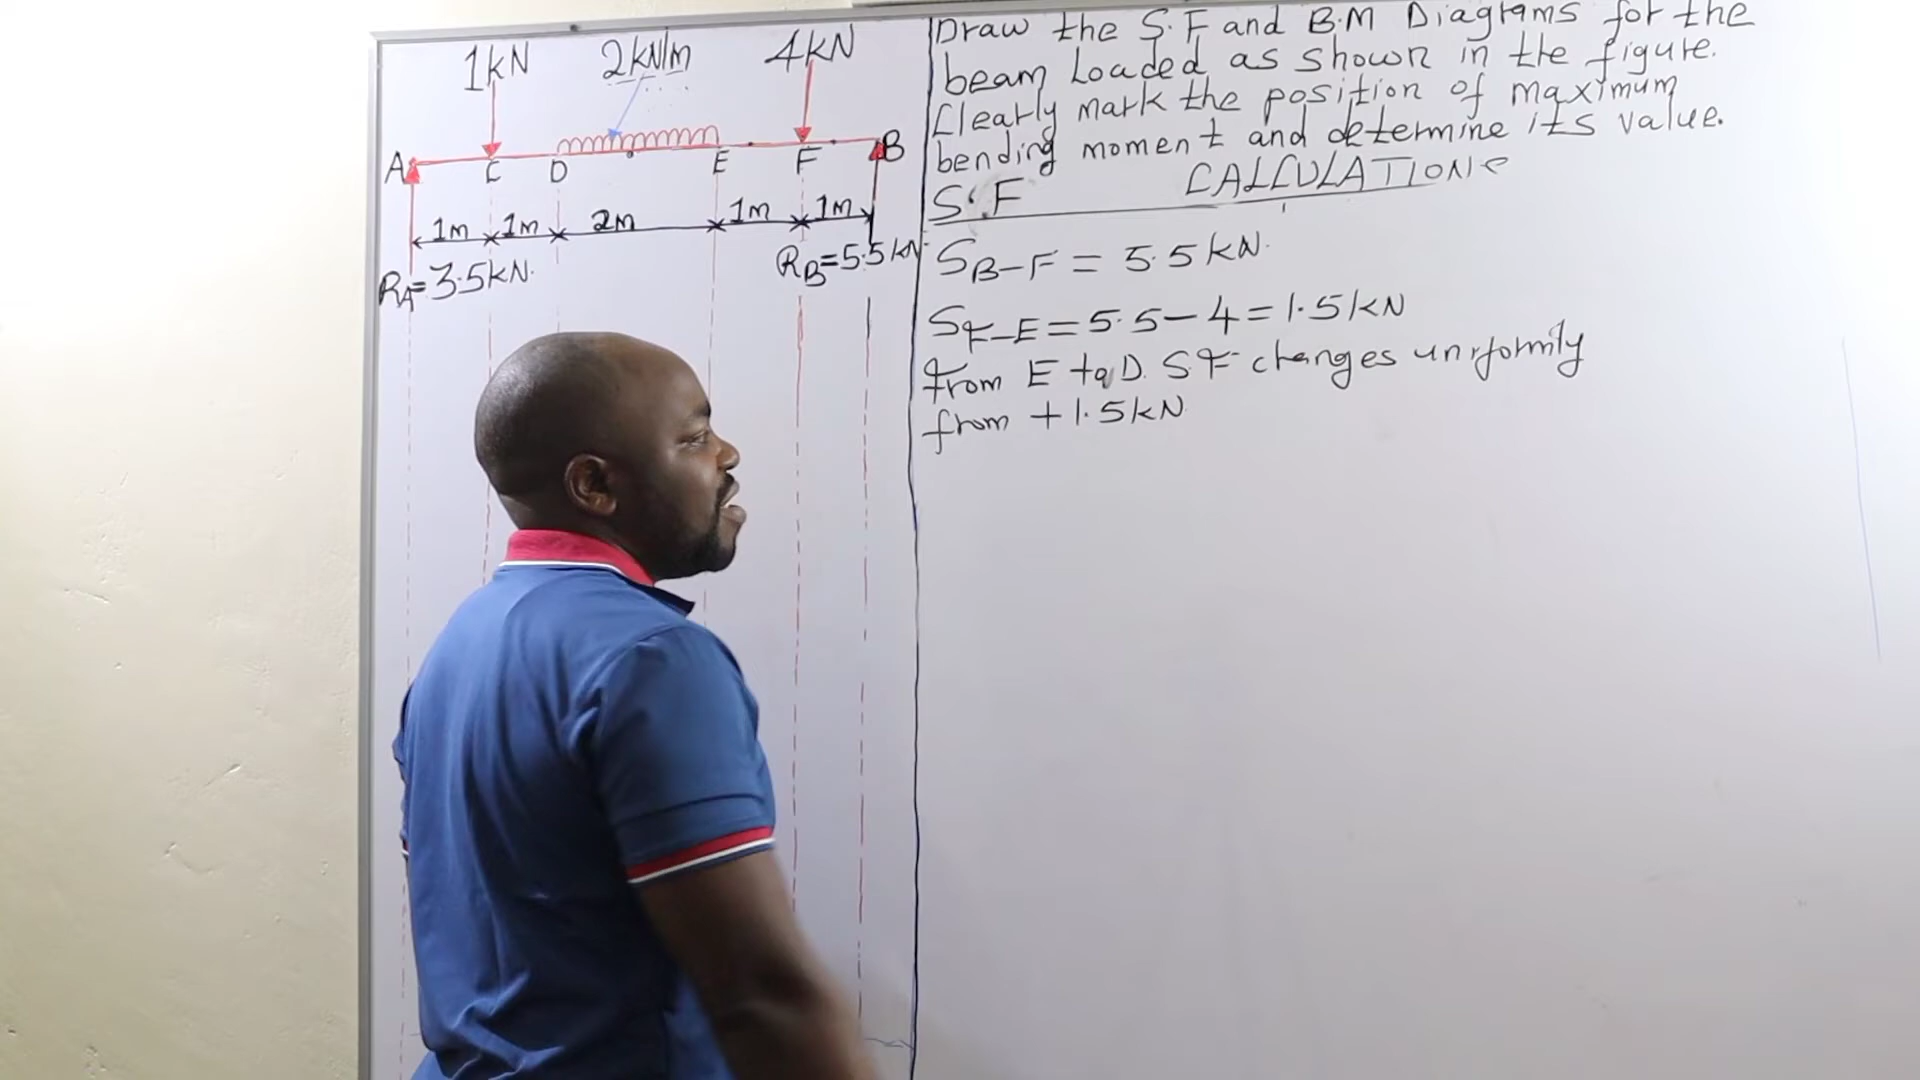 1kN 2kN/m 4kN
A C D E F B
1m 1m 2m 1m 1m
RA=3.5kN. RB=5.5kN
Draw the S.F and B.M Diagrams for the
beam Loaded as shown in the figure.
Clearly mark the position of maximum
bending moment and determine its value.
CALCULATIONS
S.F
SB-F = 5.5kN.
SF-E = 5.5-4=1.5kN
from E to D. S.F changes uniformily
from +1.5kN